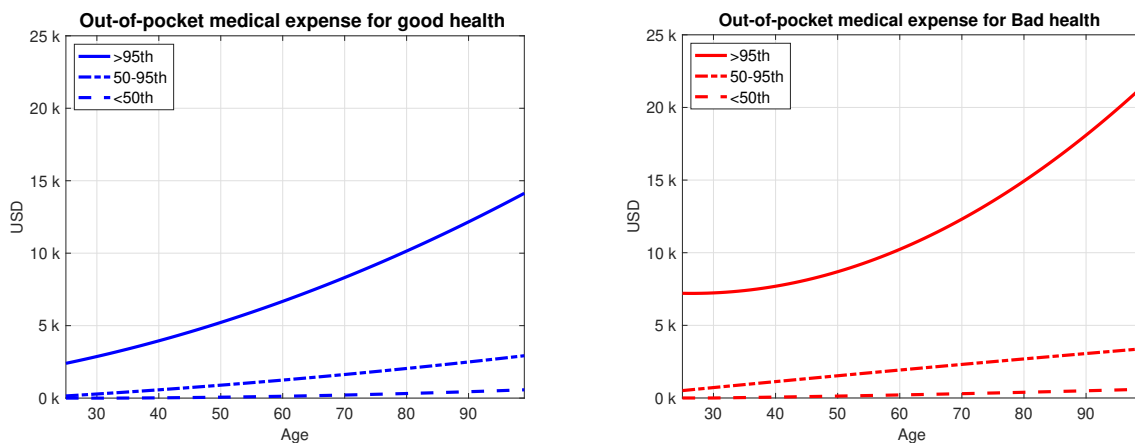 Out-of-pocket medical expense for good health
25 k
20 k
15 k
10 k
5 k
0 k
USD
>95th
50-95th
<50th
30 40 50 60 70 80 90
Age
Out-of-pocket medical expense for Bad health
25 k
20 k
15 k
10 k
5 k
0 k
USD
>95th
50-95th
<50th
30 40 50 60 70 80 90
Age